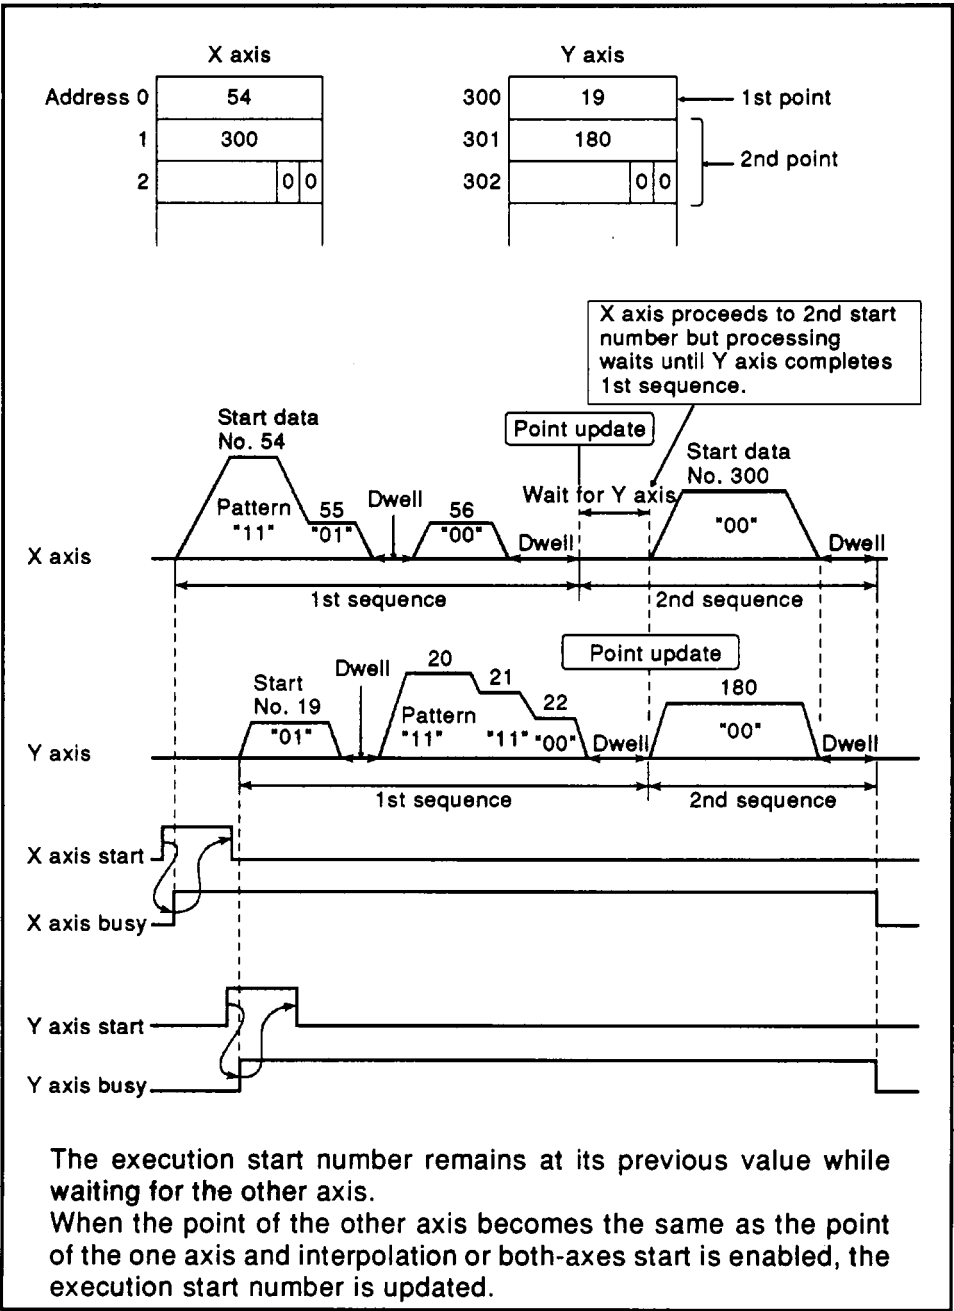 X axis
Y axis
Address 0
54
300
19
1st point
1
300
301
180
2nd point
2
0 0
302
0 0
X axis proceeds to 2nd start
number but processing
waits until Y axis completes
1st sequence.
Start data
No. 54
Point update
Start data
No. 300
Pattern
"11"
55
"01"
Dwell
56
"00"
Wait for Y axis
Dwell
"00"
Dwell
X axis
1st sequence
2nd sequence
Point update
Start
No. 19
"01"
Dwell
20
21
22
180
Pattern
"11"
"11"
"00"
Dwell
"00"
Dwell
Y axis
1st sequence
2nd sequence
X axis start
X axis busy
Y axis start
Y axis busy
The execution start number remains at its previous value while
waiting for the other axis.
When the point of the other axis becomes the same as the point
of the one axis and interpolation or both-axes start is enabled, the
execution start number is updated.